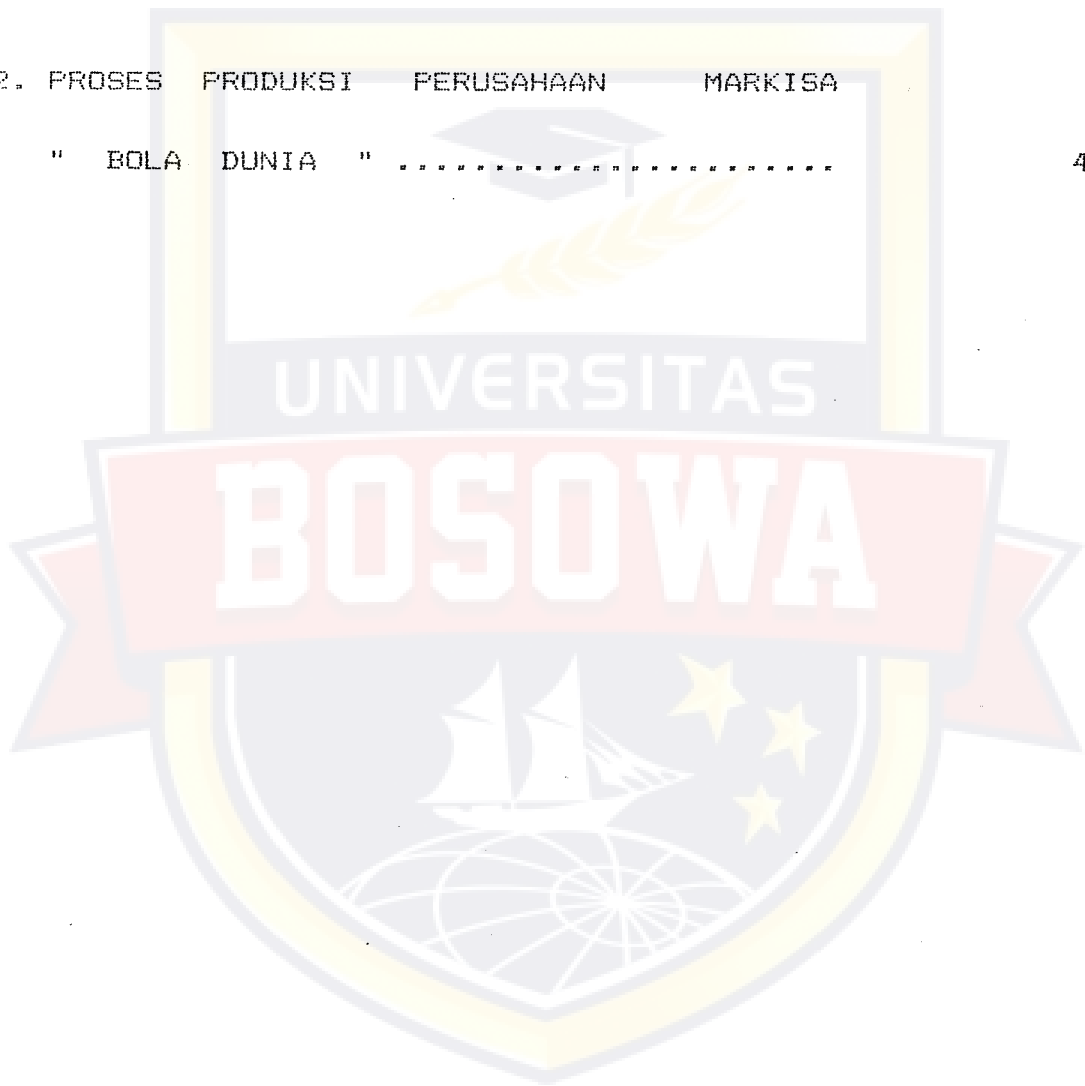 2. PROSES PRODUKSI PERUSAHAAN MARKISA
" BOLA DUNIA " ....................... 4
UNIVERSITAS
BOSOWA